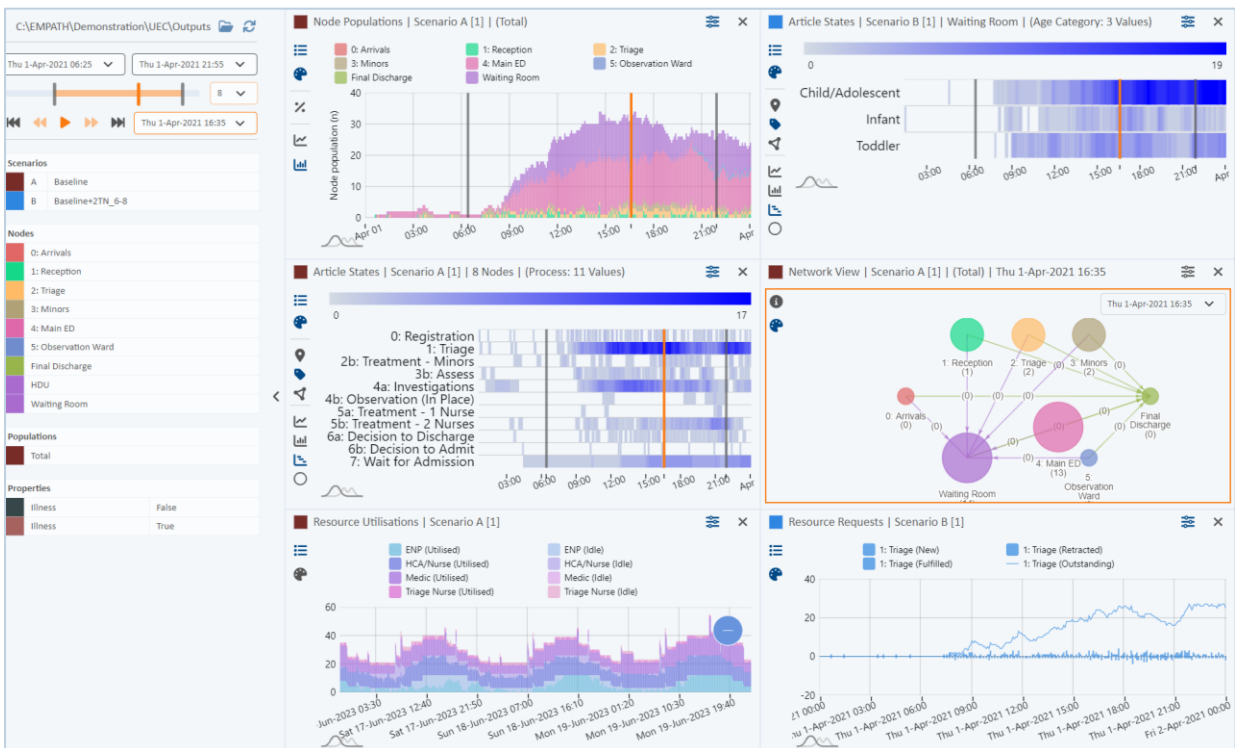 C:\EMPATH\Demonstration\UEC\Outputs
Thu 1-Apr-2021 06:25
Thu 1-Apr-2021 21:55
8
Thu 1-Apr-2021 16:35
Scenarios
A Baseline
B Baseline+2TN_6-8
Nodes
0: Arrivals
1: Reception
2: Triage
3: Minors
4: Main ED
5: Observation Ward
Final Discharge
HDU
Waiting Room
Populations
Total
Properties
Illness False
Illness True
Node Populations | Scenario A [1] | (Total)
0: Arrivals 1: Reception 2: Triage
3: Minors 4: Main ED 5: Observation Ward
Final Discharge Waiting Room
Node population (n)
40
30
20
10
0
Apr 01 03:00 06:00 09:00 12:00 15:00 18:00 21:00 Apr
Article States | Scenario B [1] | Waiting Room | (Age Category: 3 Values)
0 19
Child/Adolescent
Infant
Toddler
03:00 06:00 09:00 12:00 15:00 18:00 21:00 Apr
Article States | Scenario A [1] | 8 Nodes | (Process: 11 Values)
0 17
0: Registration
1: Triage
2b: Treatment - Minors
3b: Assess
4a: Investigations
4b: Observation (In Place)
5a: Treatment - 1 Nurse
5b: Treatment - 2 Nurses
6a: Decision to Discharge
6b: Decision to Admit
7: Wait for Admission
03:00 06:00 09:00 12:00 15:00 18:00 21:00 Apr
Network View | Scenario A [1] | (Total) | Thu 1-Apr-2021 16:35
Thu 1-Apr-2021 16:35
1: Reception
(1)
2: Triage
(2)
3: Minors
(2)
(0)
(0) (0) (0) (0)
0: Arrivals
(0)
Final
Discharge
(0)
(0) (0)
(0)
4: Main ED
(13)
5:
Observation
Ward
Waiting Room
Resource Utilisations | Scenario A [1]
ENP (Utilised) ENP (Idle)
HCA/Nurse (Utilised) HCA/Nurse (Idle)
Medic (Utilised) Medic (Idle)
Triage Nurse (Utilised) Triage Nurse (Idle)
60
40
20
0
-Jun-2023 03:30
Sat 17-Jun-2023 12:40
Sat 17-Jun-2023 21:50
Sun 18-Jun-2023 07:00
Sun 18-Jun-2023 16:10
Mon 19-Jun-2023 01:20
Mon 19-Jun-2023 10:30
Mon 19-Jun-2023 19:40
Resource Requests | Scenario B [1]
1: Triage (New) 1: Triage (Retracted)
1: Triage (Fulfilled) 1: Triage (Outstanding)
40
20
0
-20
21 00:00
Thu 1-Apr-2021 03:00
Thu 1-Apr-2021 06:00
Thu 1-Apr-2021 09:00
Thu 1-Apr-2021 12:00
Thu 1-Apr-2021 15:00
Thu 1-Apr-2021 18:00
Thu 1-Apr-2021 21:00
Fri 2-Apr-2021 00:00